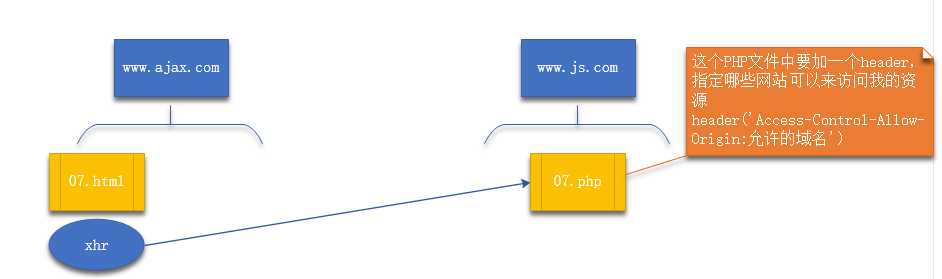 www.ajax.com
www.js.com
这个PHP文件中要加一个header,
指定哪些网站可以来访问我的资
源
header('Access-Control-Allow-
Origin:允许的域名')
07.html
07.php
xhr